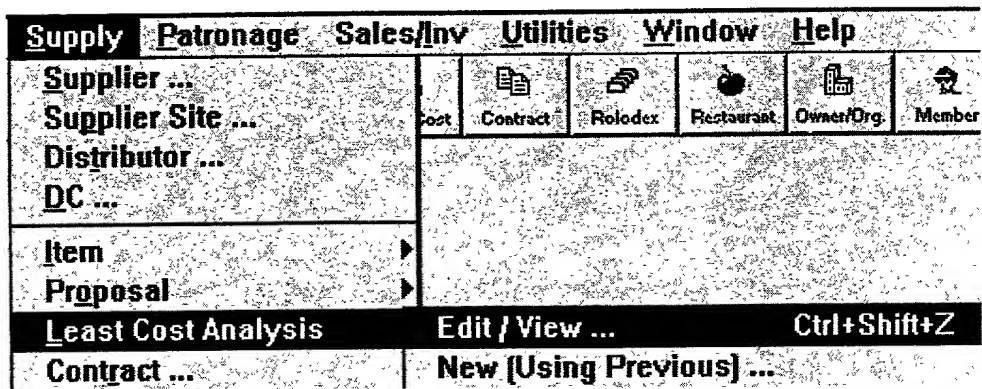 Supply Patronage Sales/Inv Utilities Window Help
Supplier ...
Supplier Site ...
Distributor ...
DC ...
Cost Contract Rolodex Restaurant Owner/Org. Member
Item
Proposal
Least Cost Analysis
Edit / View ... Ctrl+Shift+Z
Contract ...
New (Using Previous) ...